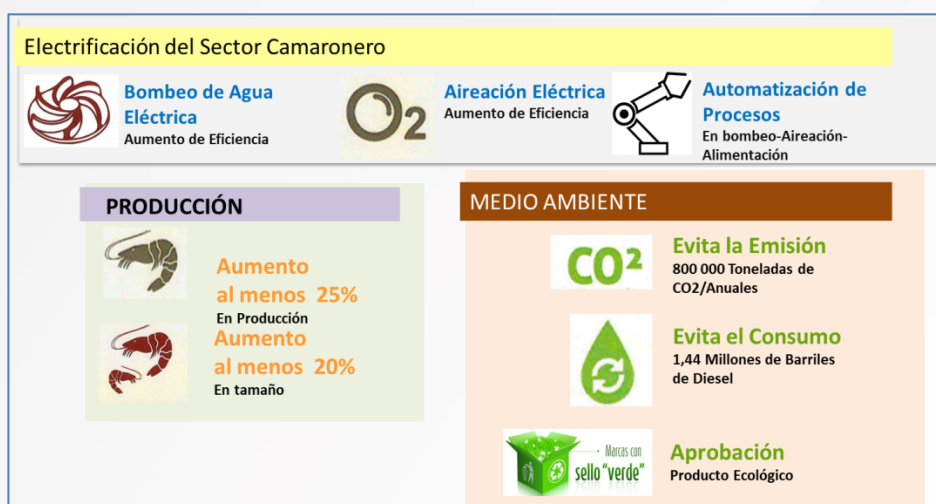 Electrificación del Sector Camaronero
Bombeo de Agua
Eléctrica
Aumento de Eficiencia
O2
Aireación Eléctrica
Aumento de Eficiencia
Automatización de
Procesos
En bombeo-Aireación-
Alimentación
PRODUCCIÓN
Aumento
al menos 25%
En Producción
Aumento
al menos 20%
En tamaño
MEDIO AMBIENTE
CO²
Evita la Emisión
800 000 Toneladas de
CO2/Anuales
Evita el Consumo
1,44 Millones de Barriles
de Diesel
Marcas con
sello "verde"
Aprobación
Producto Ecológico